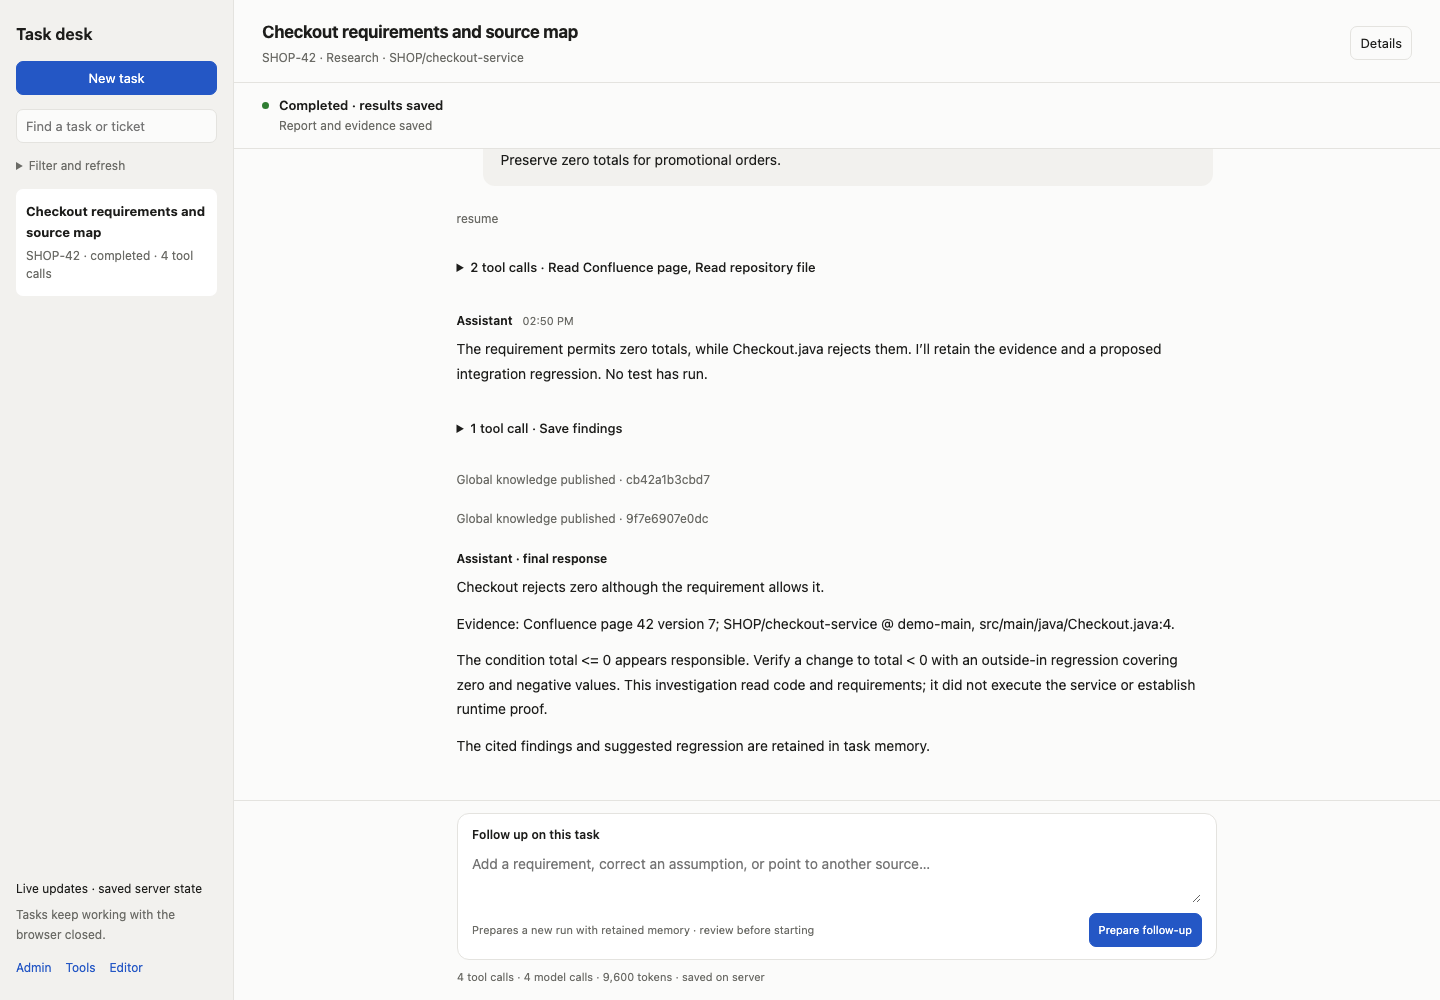 Task desk
New task
Find a task or ticket
Filter and refresh
Checkout requirements and
source map
SHOP-42 · completed · 4 tool
calls
Live updates · saved server state
Tasks keep working with the
browser closed.
Admin Tools Editor
Checkout requirements and source map
SHOP-42 · Research · SHOP/checkout-service
Details
Completed · results saved
Report and evidence saved
Preserve zero totals for promotional orders.
resume
2 tool calls · Read Confluence page, Read repository file
Assistant 02:50 PM
The requirement permits zero totals, while Checkout.java rejects them. I’ll retain the evidence and a proposed
integration regression. No test has run.
1 tool call · Save findings
Global knowledge published · cb42a1b3cbd7
Global knowledge published · 9f7e6907e0dc
Assistant · final response
Checkout rejects zero although the requirement allows it.
Evidence: Confluence page 42 version 7; SHOP/checkout-service @ demo-main, src/main/java/Checkout.java:4.
The condition total <= 0 appears responsible. Verify a change to total < 0 with an outside-in regression covering
zero and negative values. This investigation read code and requirements; it did not execute the service or establish
runtime proof.
The cited findings and suggested regression are retained in task memory.
Follow up on this task
Add a requirement, correct an assumption, or point to another source...
Prepares a new run with retained memory · review before starting
Prepare follow-up
4 tool calls · 4 model calls · 9,600 tokens · saved on server